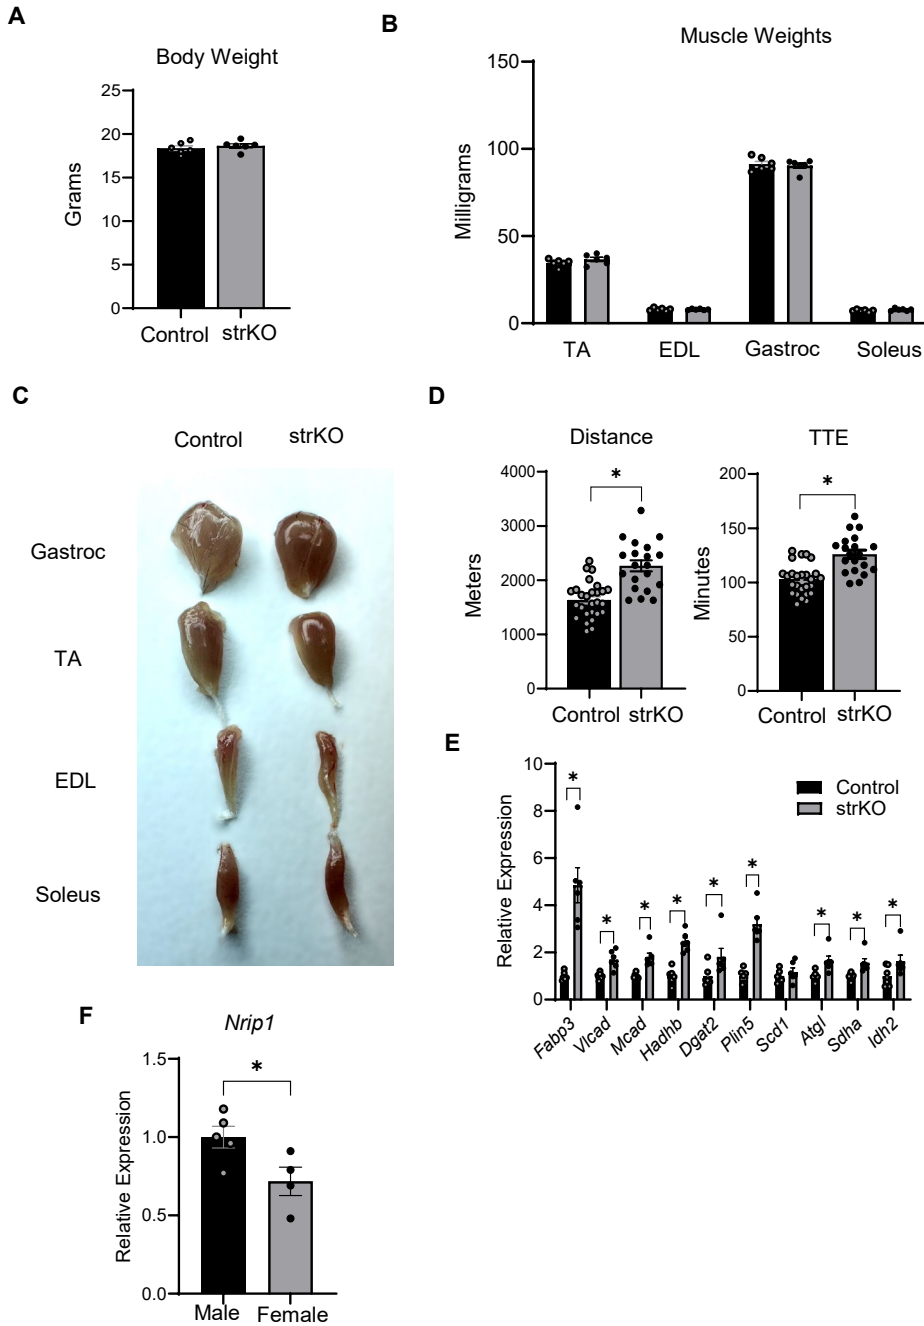 A
Body Weight
25
20
15
10
5
0
Grams
Control strKO
B
Muscle Weights
150
100
50
0
Milligrams
TA EDL Gastroc Soleus
C
Control strKO
Gastroc
TA
EDL
Soleus
D
Distance
4000
3000
2000
1000
0
Meters
*
Control strKO
TTE
200
150
100
50
0
Minutes
*
Control strKO
E
10
8
6
4
2
0
Relative Expression
Control
strKO
* * * * * * * * *
Fabp3 Vlcad Mcad Hadhb Dgat2 Plin5 Scd1 Atgl Sdha Idh2
F
Nrip1
1.5
1.0
0.5
0.0
Relative Expression
*
Male Female